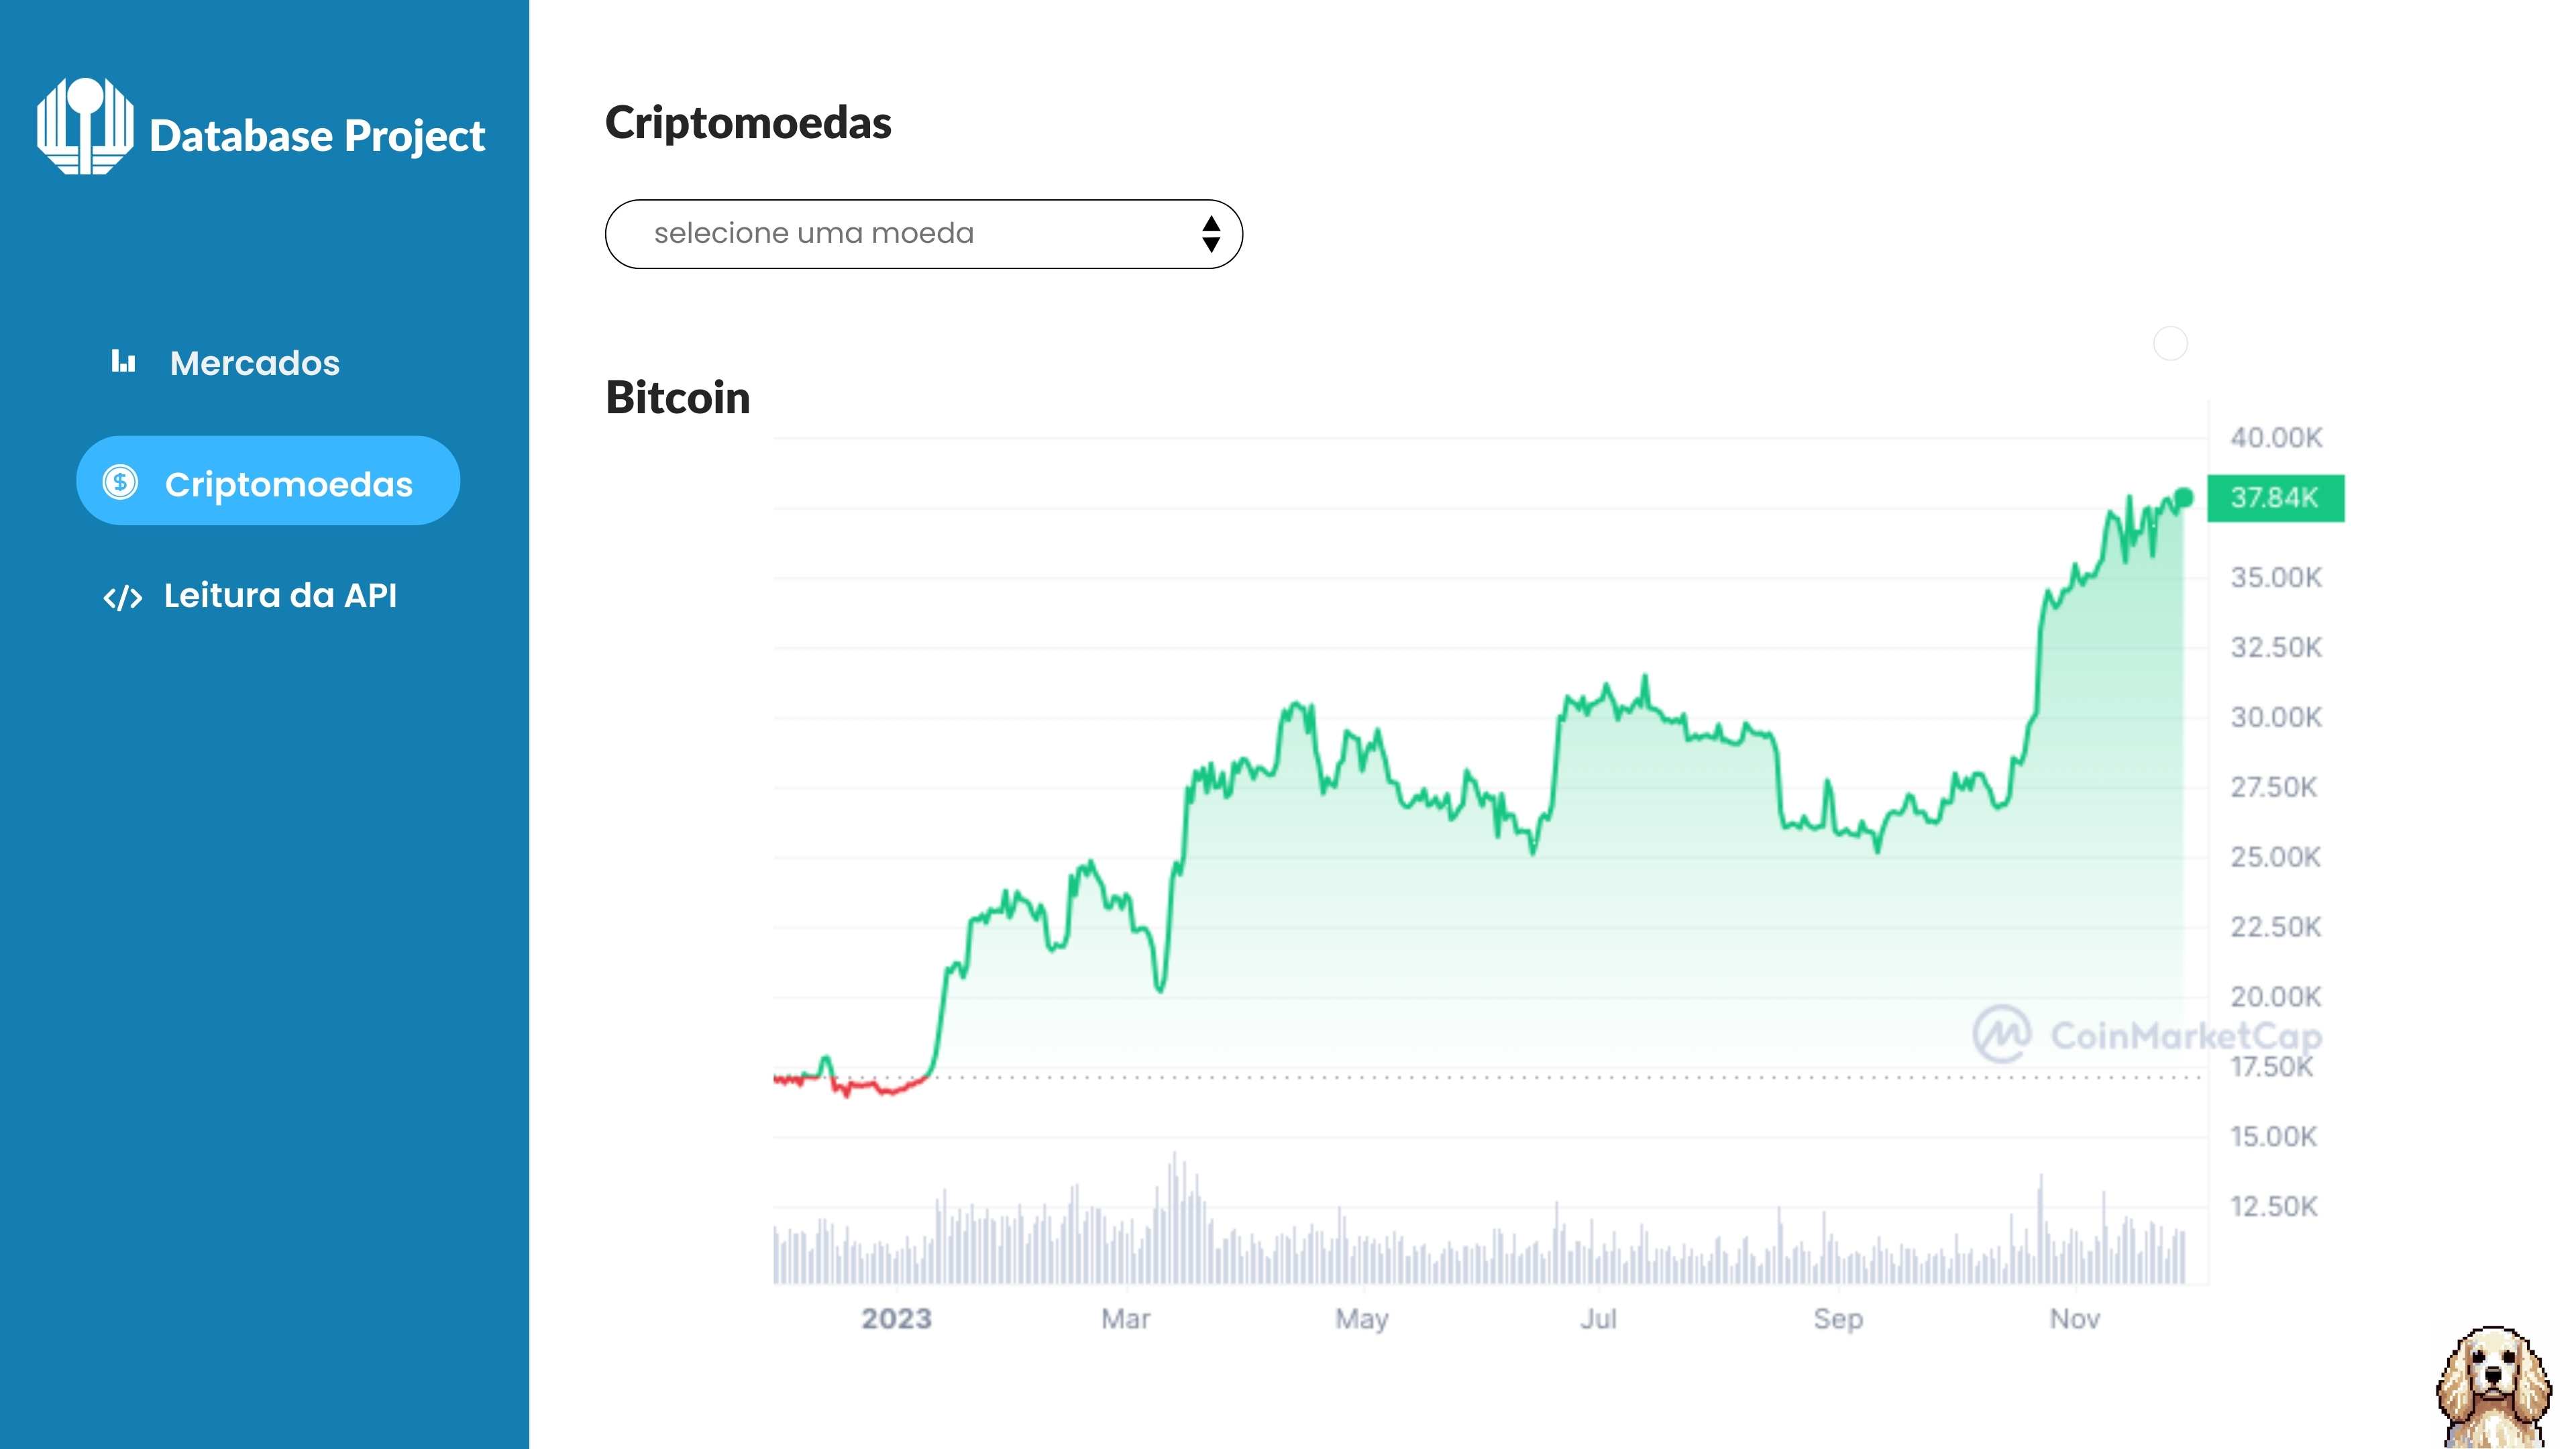 Database Project
Mercados
Criptomoedas
Leitura da API
Criptomoedas
selecione uma moeda
Bitcoin
40.00K
37.84K
35.00K
32.50K
30.00K
27.50K
25.00K
22.50K
20.00K
CoinMarketCap
17.50K
15.00K
12.50K
2023 Mar May Jul Sep Nov